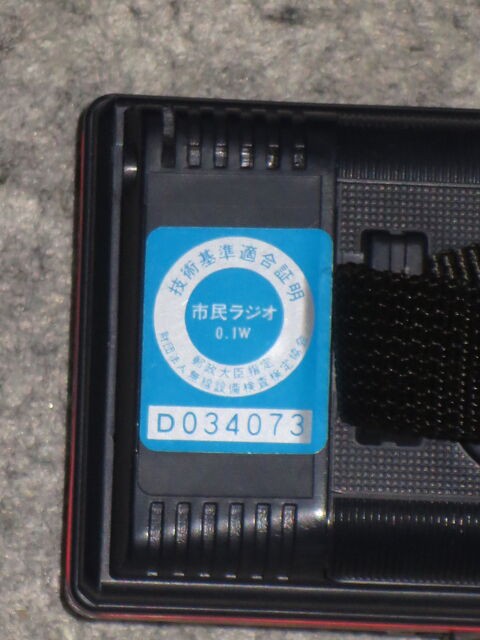 技術基準適合証明
市民ラジオ
0.1W
郵政大臣指定
財団法人無線設備検査検定協会
D034073